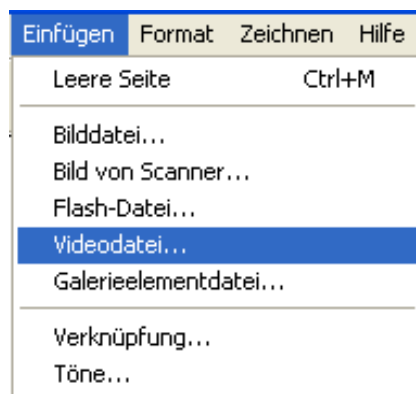 Einfügen Format Zeichnen Hilfe
Leere Seite Ctrl+M
Bilddatei...
Bild von Scanner...
Flash-Datei...
Videodatei...
Galerieelementdatei...
Verknüpfung...
Töne...